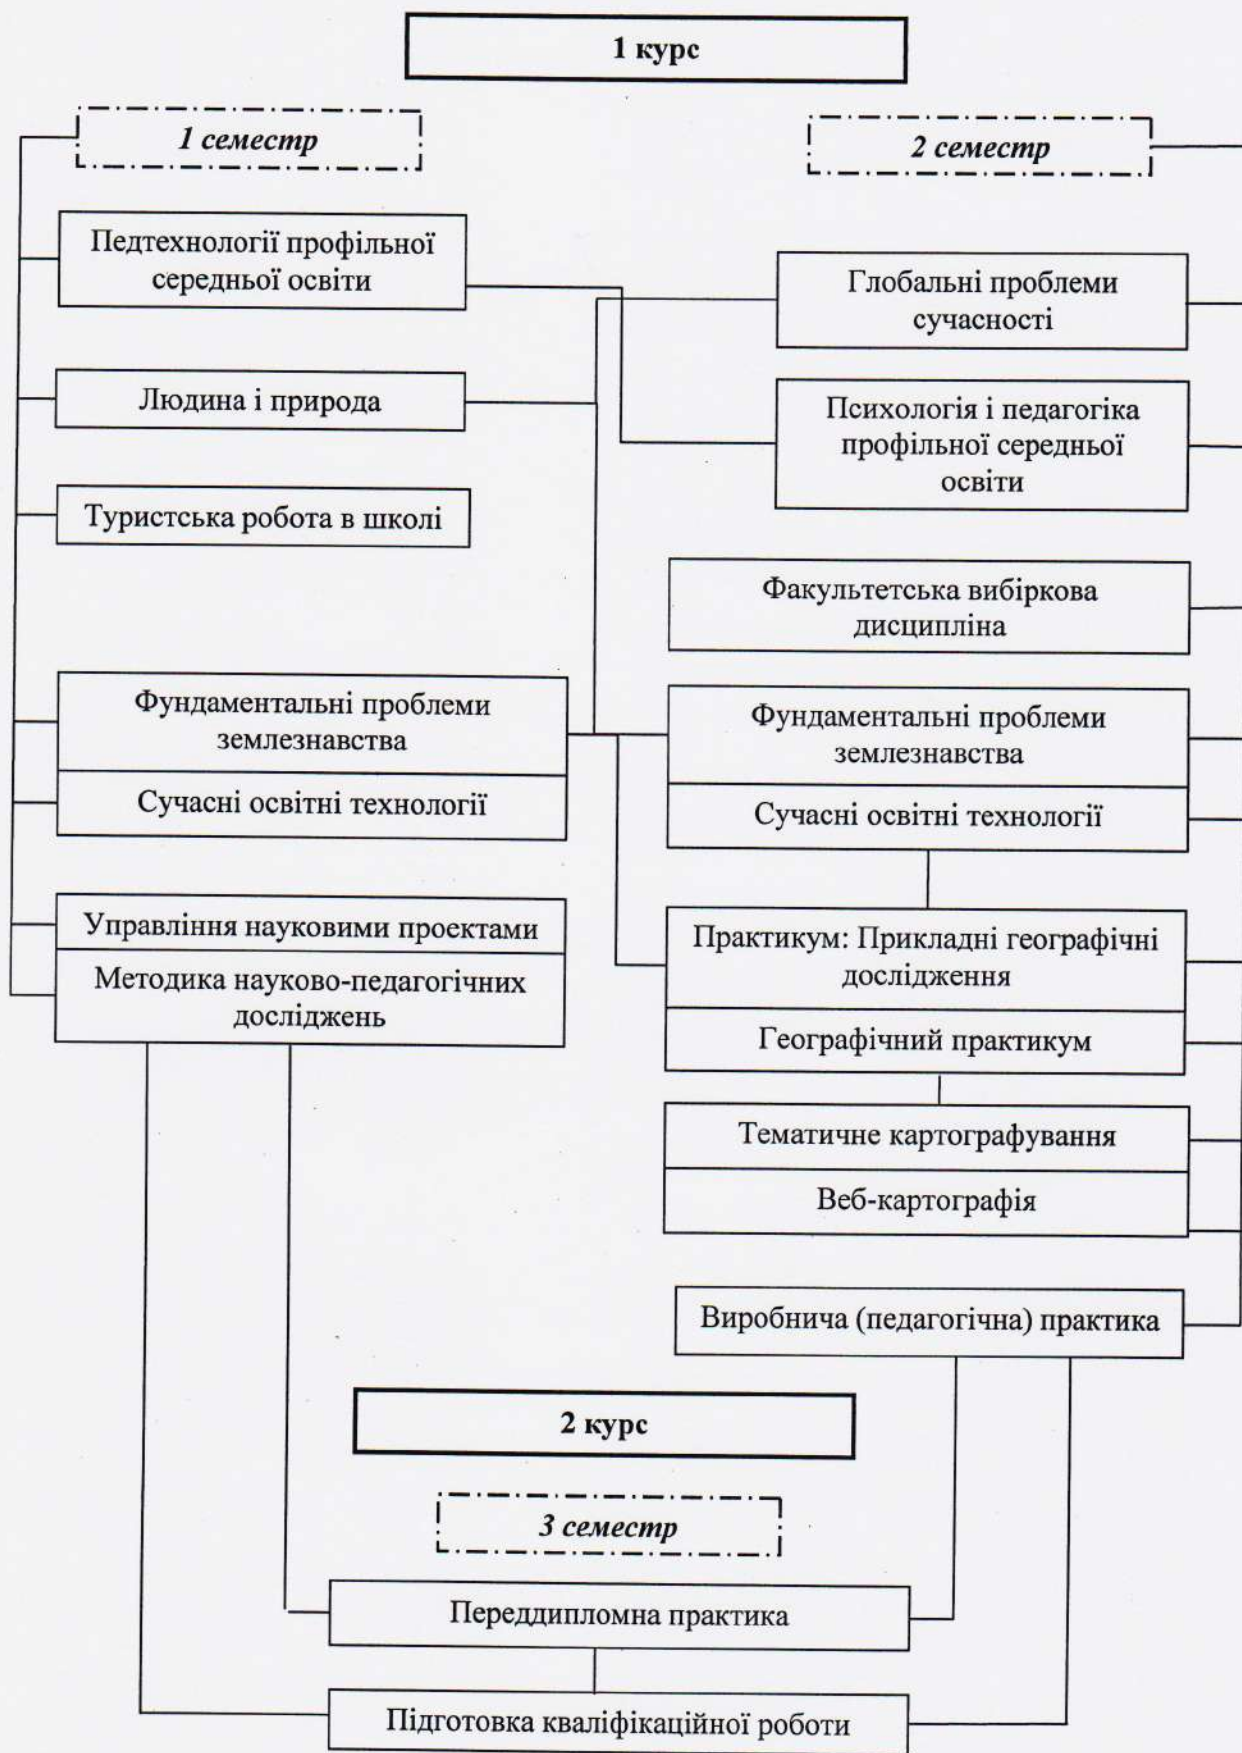 1 курс
1 семестр
2 семестр
Педтехнології профільної
середньої освіти
Людина і природа
Туристська робота в школі
Фундаментальні проблеми
землезнавства
Сучасні освітні технології
Управління науковими проектами
Методика науково-педагогічних
досліджень
Глобальні проблеми
сучасності
Психологія і педагогіка
профільної середньої
освіти
Факультетська вибіркова
дисципліна
Фундаментальні проблеми
землезнавства
Сучасні освітні технології
Практикум: Прикладні географічні
дослідження
Географічний практикум
Тематичне картографування
Веб-картографія
Виробнича (педагогічна) практика
2 курс
3 семестр
Переддипломна практика
Підготовка кваліфікаційної роботи